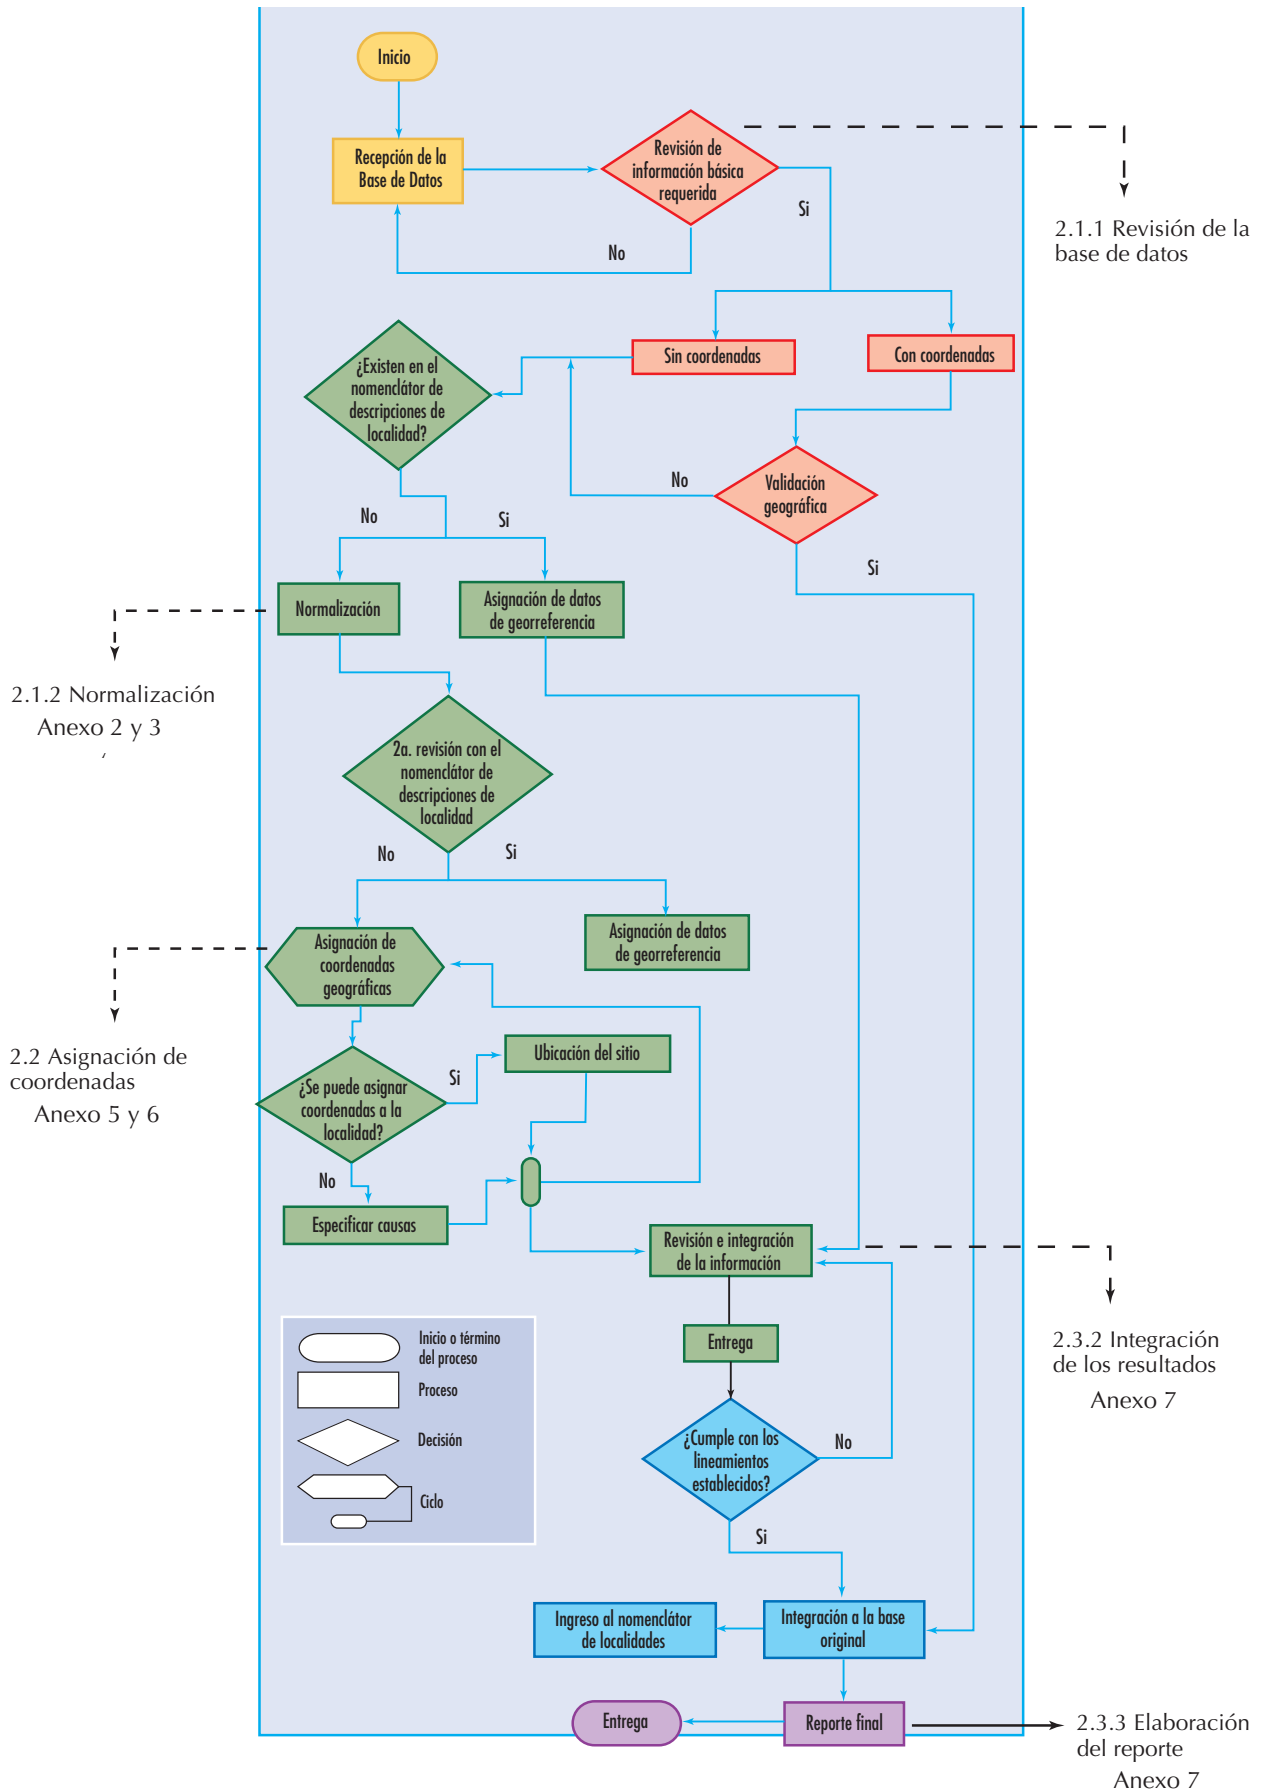 Inicio
Recepción de la
Base de Datos
Revisión de
información básica
requerida
Si
No
2.1.1 Revisión de la
base de datos
Sin coordenadas
Con coordenadas
¿Existen en el
nomenclátor de
descripciones de
localidad?
No
Validación
geográfica
No
Si
Si
Normalización
Asignación de datos
de georreferencia
2.1.2 Normalización
Anexo 2 y 3
2a. revisión con el
nomenclátor de
descripciones de
localidad
No
Si
Asignación de
coordenadas
geográficas
Asignación de datos
de georreferencia
2.2 Asignación de
coordenadas
Anexo 5 y 6
Ubicación del sitio
Si
¿Se puede asignar
coordenadas a la
localidad?
No
Especificar causas
Revisión e integración
de la información
Entrega
2.3.2 Integración
de los resultados
Anexo 7
Inicio o término
del proceso
Proceso
Decisión
Ciclo
¿Cumple con los
lineamientos
establecidos?
No
Si
Ingreso al nomenclátor
de localidades
Integración a la base
original
Entrega
Reporte final
2.3.3 Elaboración
del reporte
Anexo 7